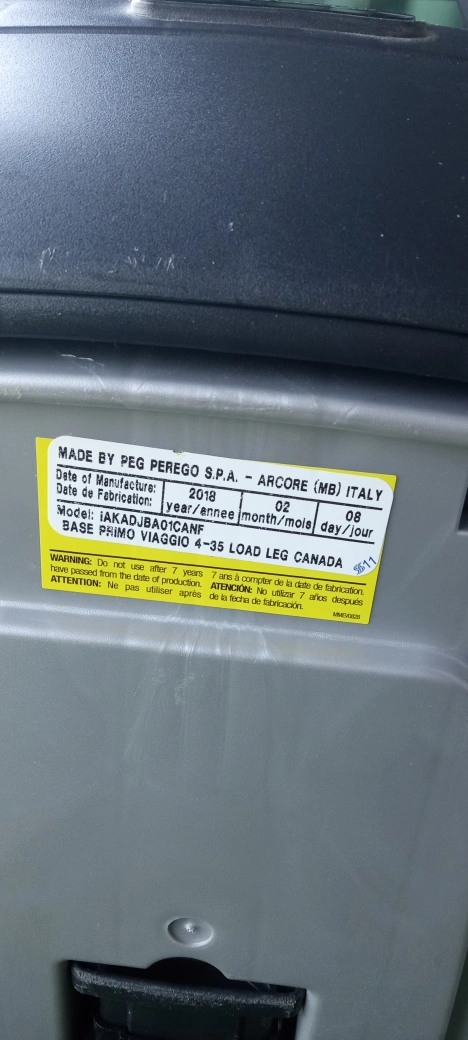 MADE BY PEG PEREGO S.P.A. - ARCORE (MB) ITALY
Date of Manufacture: 2018 02 08
Date de Fabrication: year/annee month/mois day/jour
Model: IAKADJBA01CANF
BASE PRIMO VIAGGIO 4-35 LOAD LEG CANADA
11
WARNING: Do not use after 7 years
have passed from the date of production.
ATTENTION: Ne pas utiliser après
7 ans à compter de la date de fabrication.
ATENCIÓN: No utilizar 7 años después
de la fecha de fabricación.